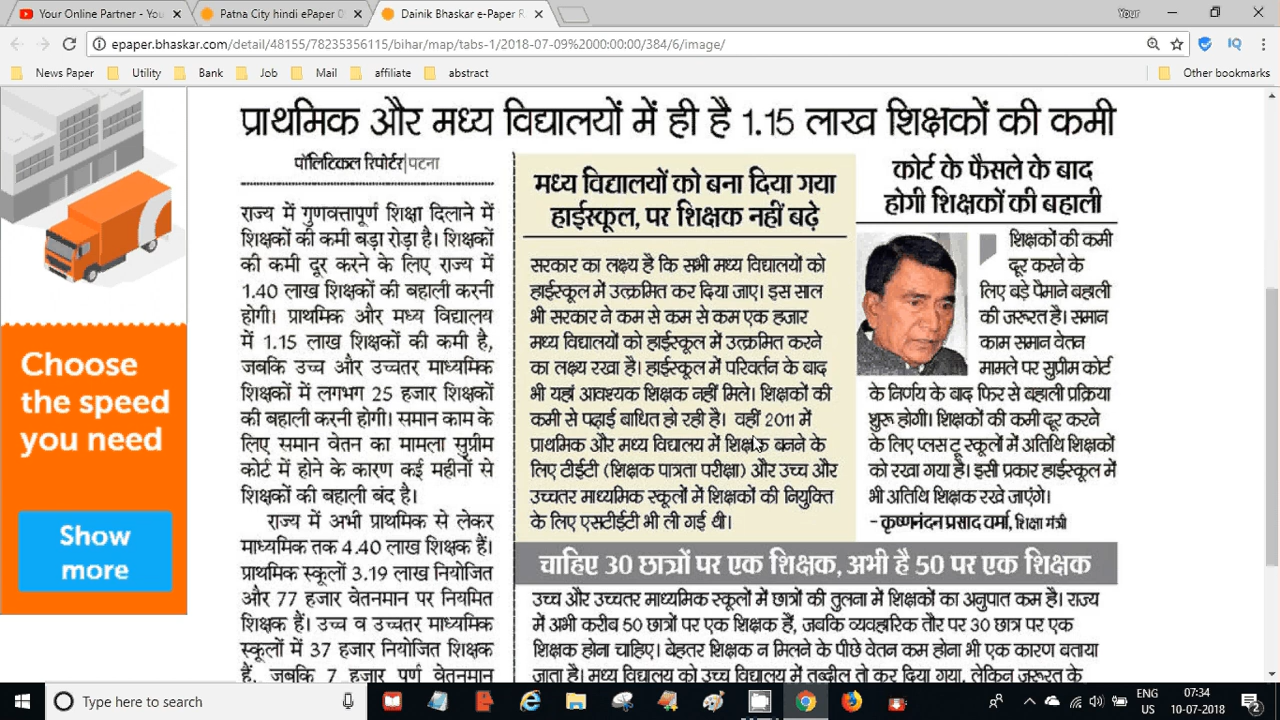 Your Online Partner - You
Patna City hindi ePaper 0
Dainik Bhaskar e-Paper R
Your
epaper.bhaskar.com/detail/48155/78235356115/bihar/map/tabs-1/2018-07-09%2000:00:00/384/6/image/
News Paper
Utility
Bank
Job
Mail
affiliate
abstract
Other bookmarks
Choose
the speed
you need
Show
more
प्राथमिक और मध्य विद्यालयों में ही है 1.15 लाख शिक्षकों की कमी
पॉलिटिकल रिपोर्टर|पटना
राज्य में गुणवत्तापूर्ण शिक्षा दिलाने में
शिक्षकों की कमी बड़ा रोड़ा है। शिक्षकों
की कमी दूर करने के लिए राज्य में
1.40 लाख शिक्षकों की बहाली करनी
होगी। प्राथमिक और मध्य विद्यालय
में 1.15 लाख शिक्षकों की कमी है,
जबकि उच्च और उच्चतर माध्यमिक
शिक्षकों में लगभग 25 हजार शिक्षकों
की बहाली करनी होगी। समान काम के
लिए समान वेतन का मामला सुप्रीम
कोर्ट में होने के कारण कई महीनों से
शिक्षकों की बहाली बंद है।
राज्य में अभी प्राथमिक से लेकर
माध्यमिक तक 4.40 लाख शिक्षक हैं।
प्राथमिक स्कूलों 3.19 लाख नियोजित
और 77 हजार वेतनमान पर नियमित
शिक्षक हैं। उच्च व उच्चतर माध्यमिक
स्कूलों में 37 हजार नियोजित शिक्षक
हैं, जबकि 7 हजार पूर्ण वेतनमान
मध्य विद्यालयों को बना दिया गया
हाईस्कूल, पर शिक्षक नहीं बढ़े
सरकार का लक्ष्य है कि सभी मध्य विद्यालयों को
हाईस्कूल में उत्क्रमित कर दिया जाए। इस साल
भी सरकार ने कम से कम से कम एक हजार
मध्य विद्यालयों को हाईस्कूल में उत्क्रमित करने
का लक्ष्य रखा है। हाईस्कूल में परिवर्तन के बाद
भी यहां आवश्यक शिक्षक नहीं मिले। शिक्षकों की
कमी से पढ़ाई बाधित हो रही है। वहीं 2011 में
प्राथमिक और मध्य विद्यालय में शिक्षक बनने के
लिए टीईटी (शिक्षक पात्रता परीक्षा) और उच्च और
उच्चतर माध्यमिक स्कूलों में शिक्षकों की नियुक्ति
के लिए एसटीईटी भी ली गई थी।
कोर्ट के फैसले के बाद
होगी शिक्षकों की बहाली
शिक्षकों की कमी
दूर करने के
लिए बड़े पैमाने बहाली
की जरूरत है। समान
काम समान वेतन
मामले पर सुप्रीम कोर्ट
के निर्णय के बाद फिर से बहाली प्रक्रिया
शुरू होगी। शिक्षकों की कमी दूर करने
के लिए प्लस टू स्कूलों में अतिथि शिक्षकों
को रखा गया है। इसी प्रकार हाईस्कूल में
भी अतिथि शिक्षक रखे जाएंगे।
- कृष्णनंदन प्रसाद वर्मा, शिक्षा मंत्री
चाहिए 30 छात्रों पर एक शिक्षक, अभी है 50 पर एक शिक्षक
उच्च और उच्चतर माध्यमिक स्कूलों में छात्रों की तुलना में शिक्षकों का अनुपात कम है। राज्य
में अभी करीब 50 छात्रों पर एक शिक्षक हैं, जबकि व्यवहारिक तौर पर 30 छात्र पर एक
शिक्षक होना चाहिए। बेहतर शिक्षक न मिलने के पीछे वेतन कम होना भी एक कारण बताया
जाता है। मध्य विद्यालय को उच्च विद्यालय में तब्दील तो कर दिया गया, लेकिन जरूरत के
Type here to search
ENG
IN
07:34
10-07-2018
2